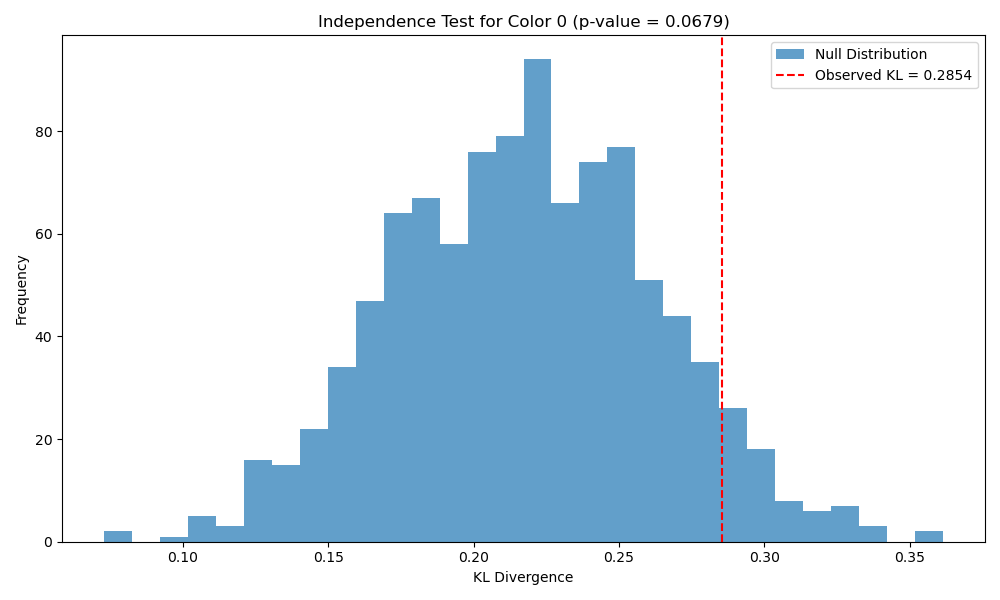 Independence Test for Color 0 (p-value = 0.0679)
Null Distribution
Observed KL = 0.2854
Frequency
80
60
40
20
0
0.10 0.15 0.20 0.25 0.30 0.35
KL Divergence